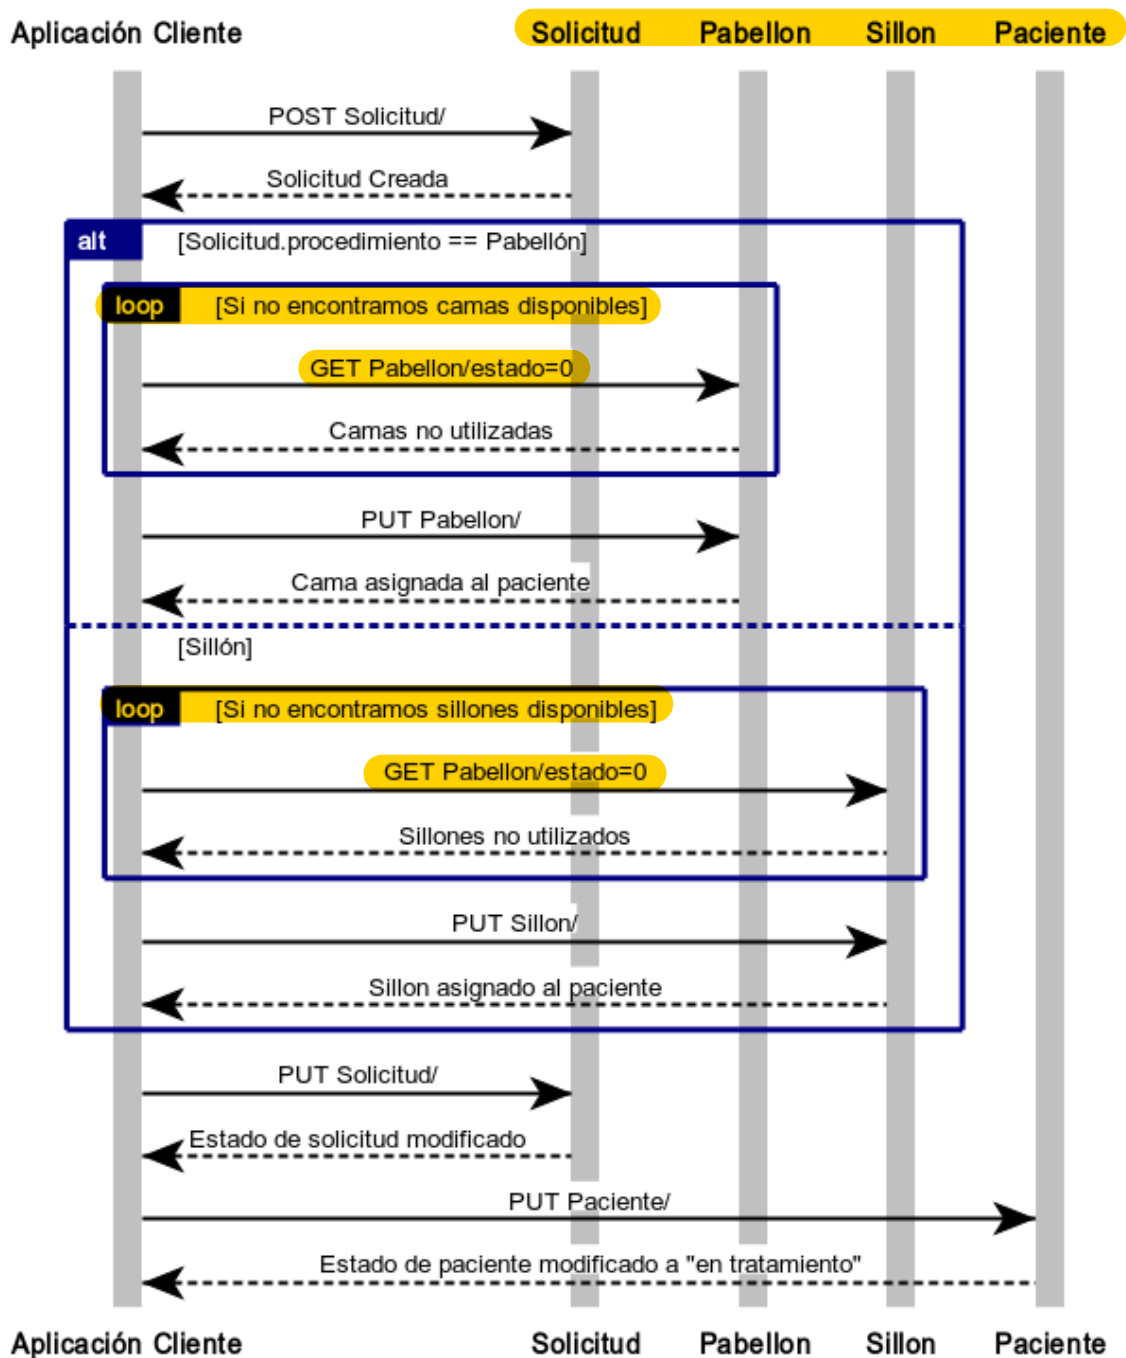 Aplicación Cliente Solicitud Pabellon Sillon Paciente
POST Solicitud/
Solicitud Creada
alt [Solicitud.procedimiento == Pabellón]
loop [Si no encontramos camas disponibles]
GET Pabellon/estado=0
Camas no utilizadas
PUT Pabellon/
Cama asignada al paciente
[Sillón]
loop [Si no encontramos sillones disponibles]
GET Pabellon/estado=0
Sillones no utilizados
PUT Sillon/
Sillon asignado al paciente
PUT Solicitud/
Estado de solicitud modificado
PUT Paciente/
Estado de paciente modificado a "en tratamiento"
Aplicación Cliente Solicitud Pabellon Sillon Paciente